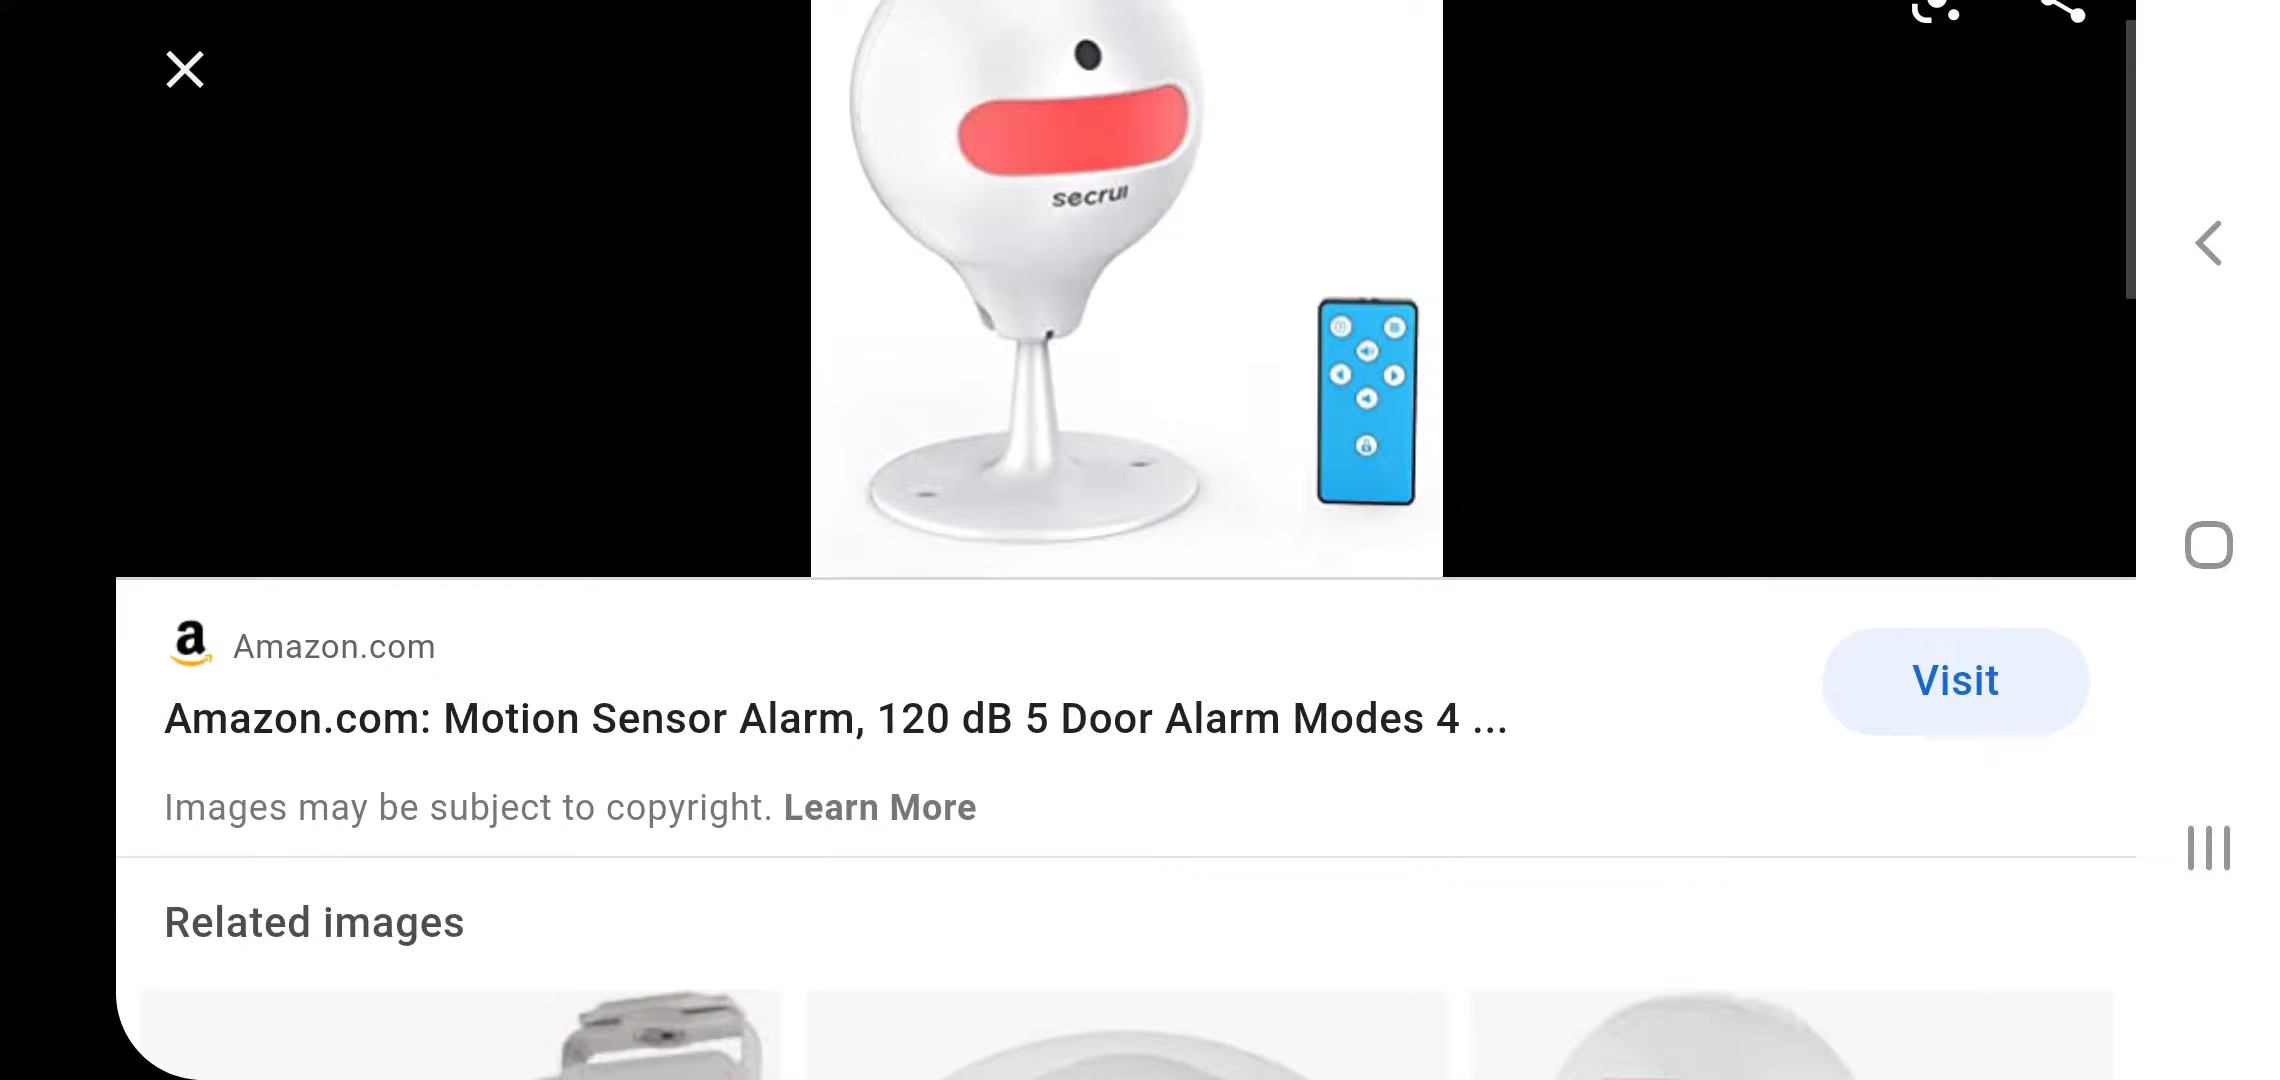 secrui
a Amazon.com
Visit
Amazon.com: Motion Sensor Alarm, 120 dB 5 Door Alarm Modes 4 ...
Images may be subject to copyright. Learn More
Related images